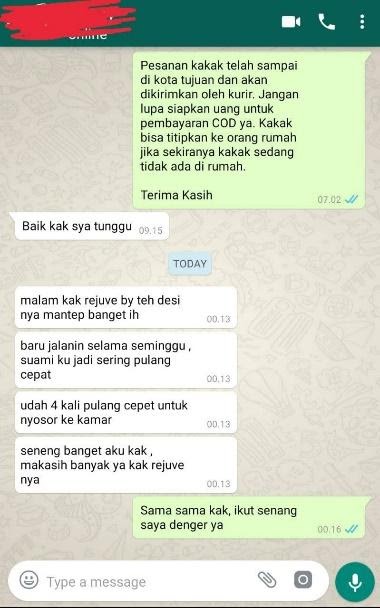 Online
Pesanan kakak telah sampai
di kota tujuan dan akan
dikirimkan oleh kurir. Jangan
lupa siapkan uang untuk
pembayaran COD ya. Kakak
bisa titipkan ke orang rumah
jika sekiranya kakak sedang
tidak ada di rumah.
Terima Kasih
07.02
Baik kak sya tunggu 09.15
TODAY
malam kak rejuve by teh desi
nya mantep banget ih
00.13
baru jalanin selama seminggu ,
suami ku jadi sering pulang
cepat
00.13
udah 4 kali pulang cepet untuk
nyosor ke kamar
00.13
seneng banget aku kak ,
makasih banyak ya kak rejuve
nya
00.13
Sama sama kak, ikut senang
saya denger ya
00.16
Type a message